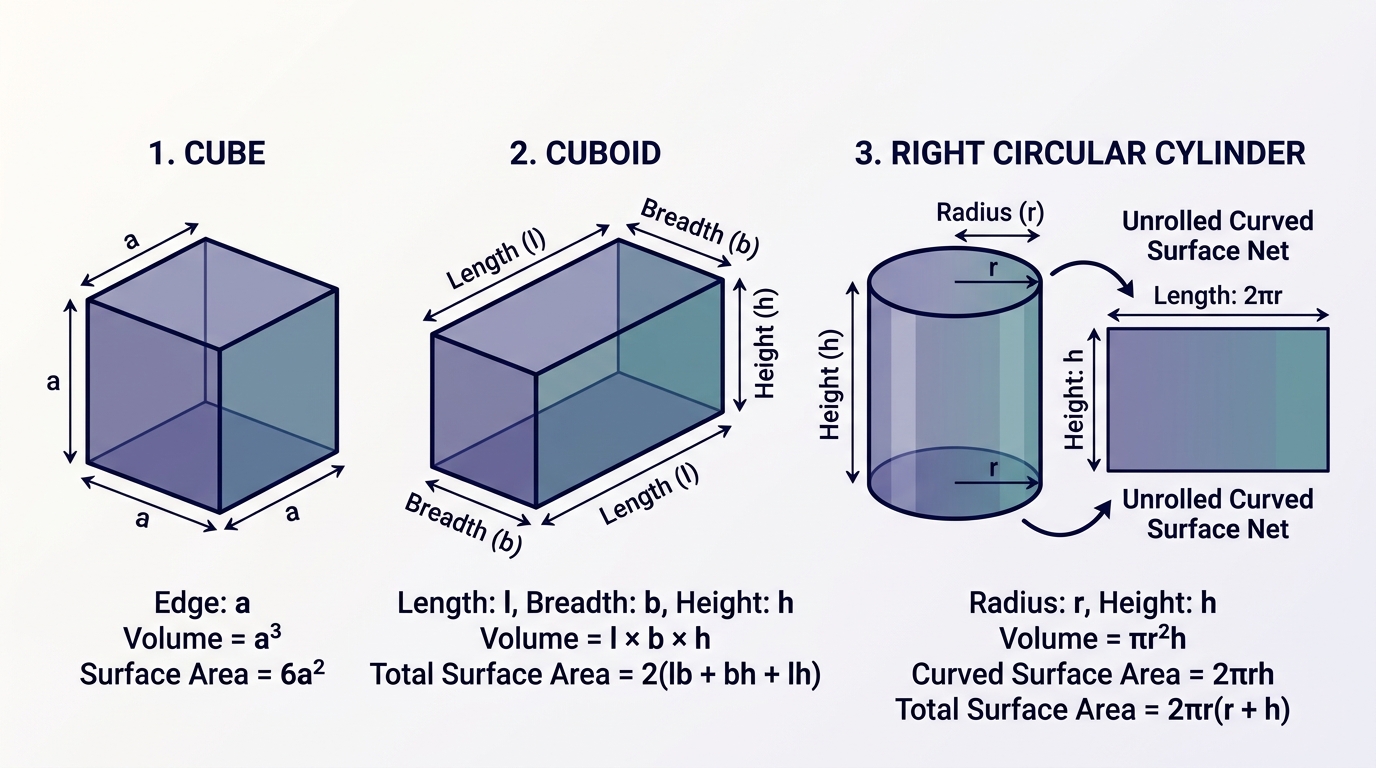 1. CUBE
a
a
a
a
Edge: a
Volume = a³
Surface Area = 6a²
2. CUBOID
Length (l)
Breadth (b)
Height (h)
Breadth (b)
Length (l)
Length: l, Breadth: b, Height: h
Volume = l × b × h
Total Surface Area = 2(lb + bh + lh)
3. RIGHT CIRCULAR CYLINDER
Radius (r)
r
Height (h)
r
Unrolled Curved
Surface Net
Length: 2πr
Height: h
Unrolled Curved
Surface Net
Radius: r, Height: h
Volume = πr²h
Curved Surface Area = 2πrh
Total Surface Area = 2πr(r + h)